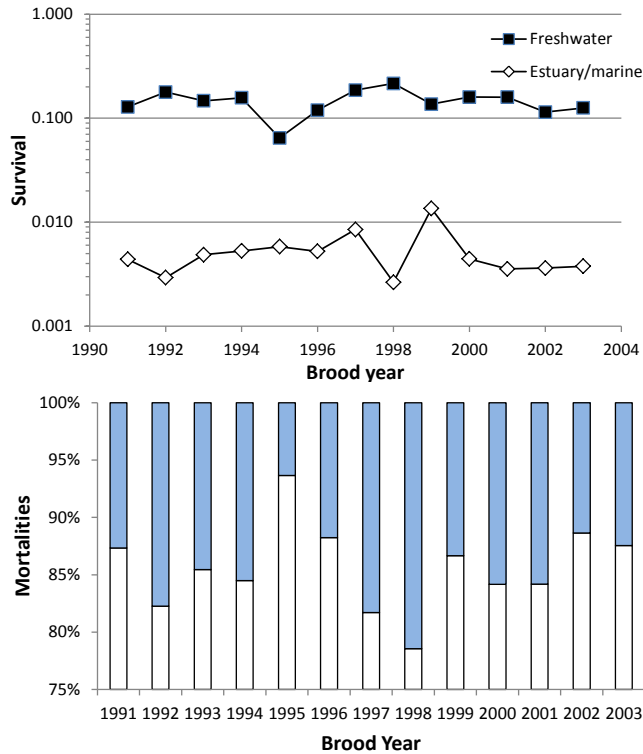 1.000
0.100
0.010
0.001
Survival
Freshwater
Estuary/marine
1990 1992 1994 1996 1998 2000 2002 2004
Brood year
100%
95%
90%
85%
80%
75%
Mortalities
1991 1992 1993 1994 1995 1996 1997 1998 1999 2000 2001 2002 2003
Brood Year